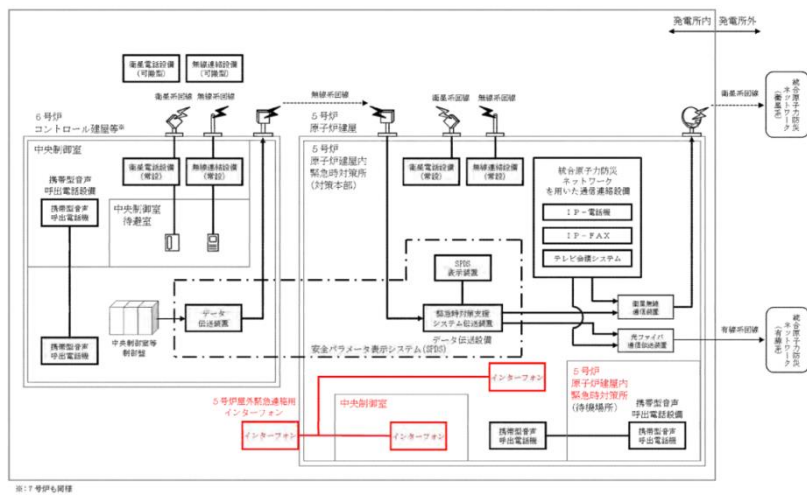 発電所内
発電所外
衛星電話設備
(可搬型)
無線連絡設備
(可搬型)
衛星系回線
無線系回線
無線系回線
衛星系回線
無線系回線
衛星系回線
統合原子力防災
ネットワーク
(衛星系)
6号炉
コントロール建屋等※
5号炉
原子炉建屋
中央制御室
携帯型音声
呼出電話設備
携帯型音声
呼出電話機
衛星電話設備
(常設)
無線連絡設備
(常設)
中央制御室
待避室
5号炉
原子炉建屋内
緊急時対策所
(対策本部)
衛星電話設備
(常設)
無線連絡設備
(常設)
統合原子力防災
ネットワーク
を用いた通信連絡設備
IP-電話機
IP-FAX
テレビ会議システム
SPDS
表示装置
データ
伝送装置
緊急時対策支援
システム伝送装置
データ伝送設備
衛星無線
通信装置
光ファイバ
通信伝送装置
有線系回線
統合原子力防災
ネットワーク
(有線系)
携帯型音声
呼出電話機
中央制御室等
制御盤
安全パラメータ表示システム(SPDS)
5号炉屋外緊急連絡用
インターフォン
インターフォン
インターフォン
中央制御室
インターフォン
5号炉
原子炉建屋内
緊急時対策所
(待機場所)
携帯型音声
呼出電話設備
携帯型音声
呼出電話機
携帯型音声
呼出電話機
※:7号炉も同様